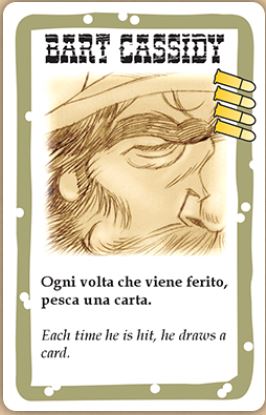 BART CASSIDY
Ogni volta che viene ferito,
pesca una carta.
Each time he is hit, he draws a
card.